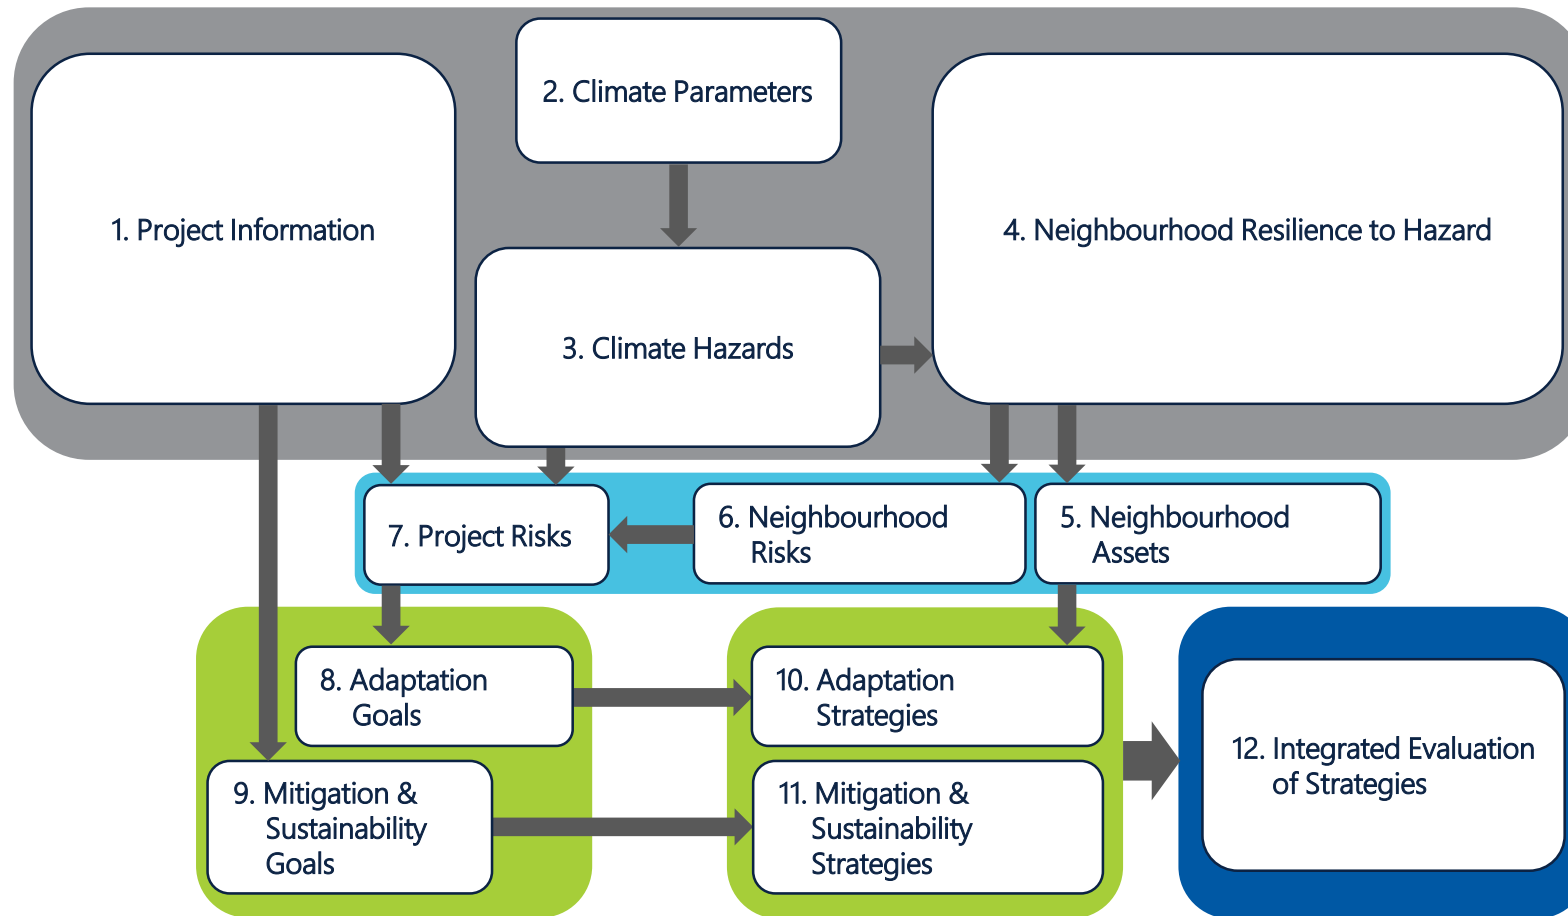 1. Project Information
2. Climate Parameters
3. Climate Hazards
4. Neighbourhood Resilience to Hazard
7. Project Risks
6. Neighbourhood
Risks
5. Neighbourhood
Assets
8. Adaptation
Goals
10. Adaptation
Strategies
9. Mitigation &
Sustainability
Goals
11. Mitigation &
Sustainability
Strategies
12. Integrated Evaluation
of Strategies